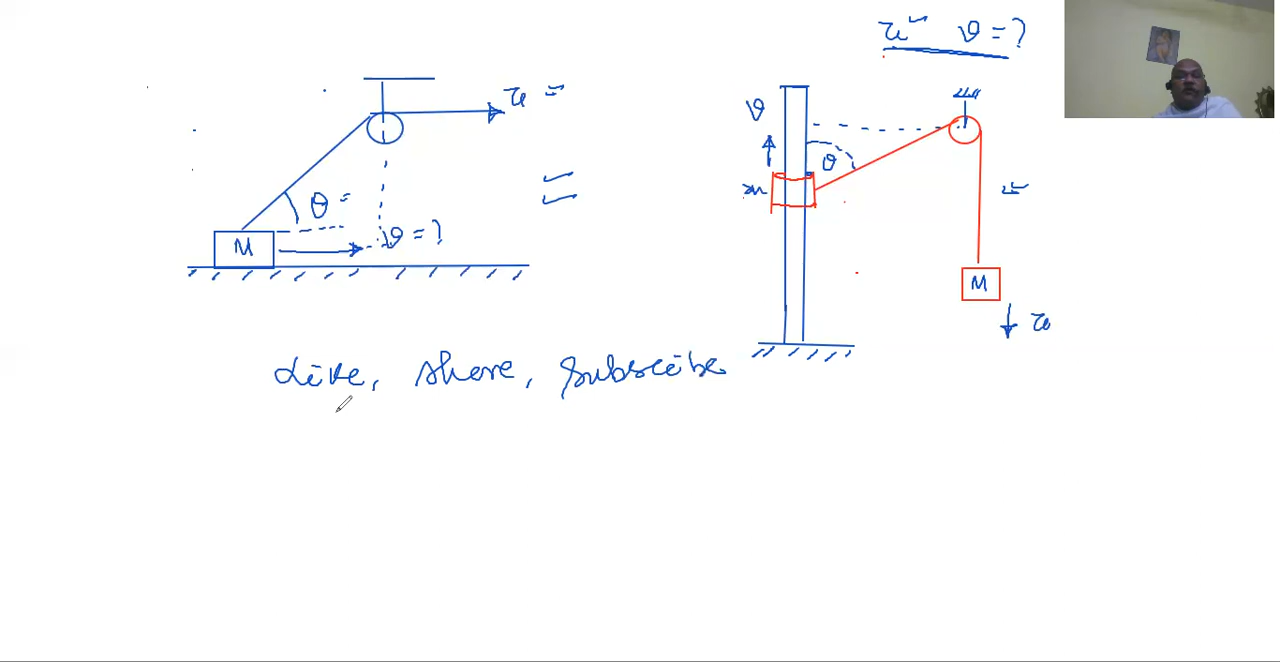 u v = ?
u =
v
θ
θ =
m
v = ?
M
M
u
Like, share, subscribe